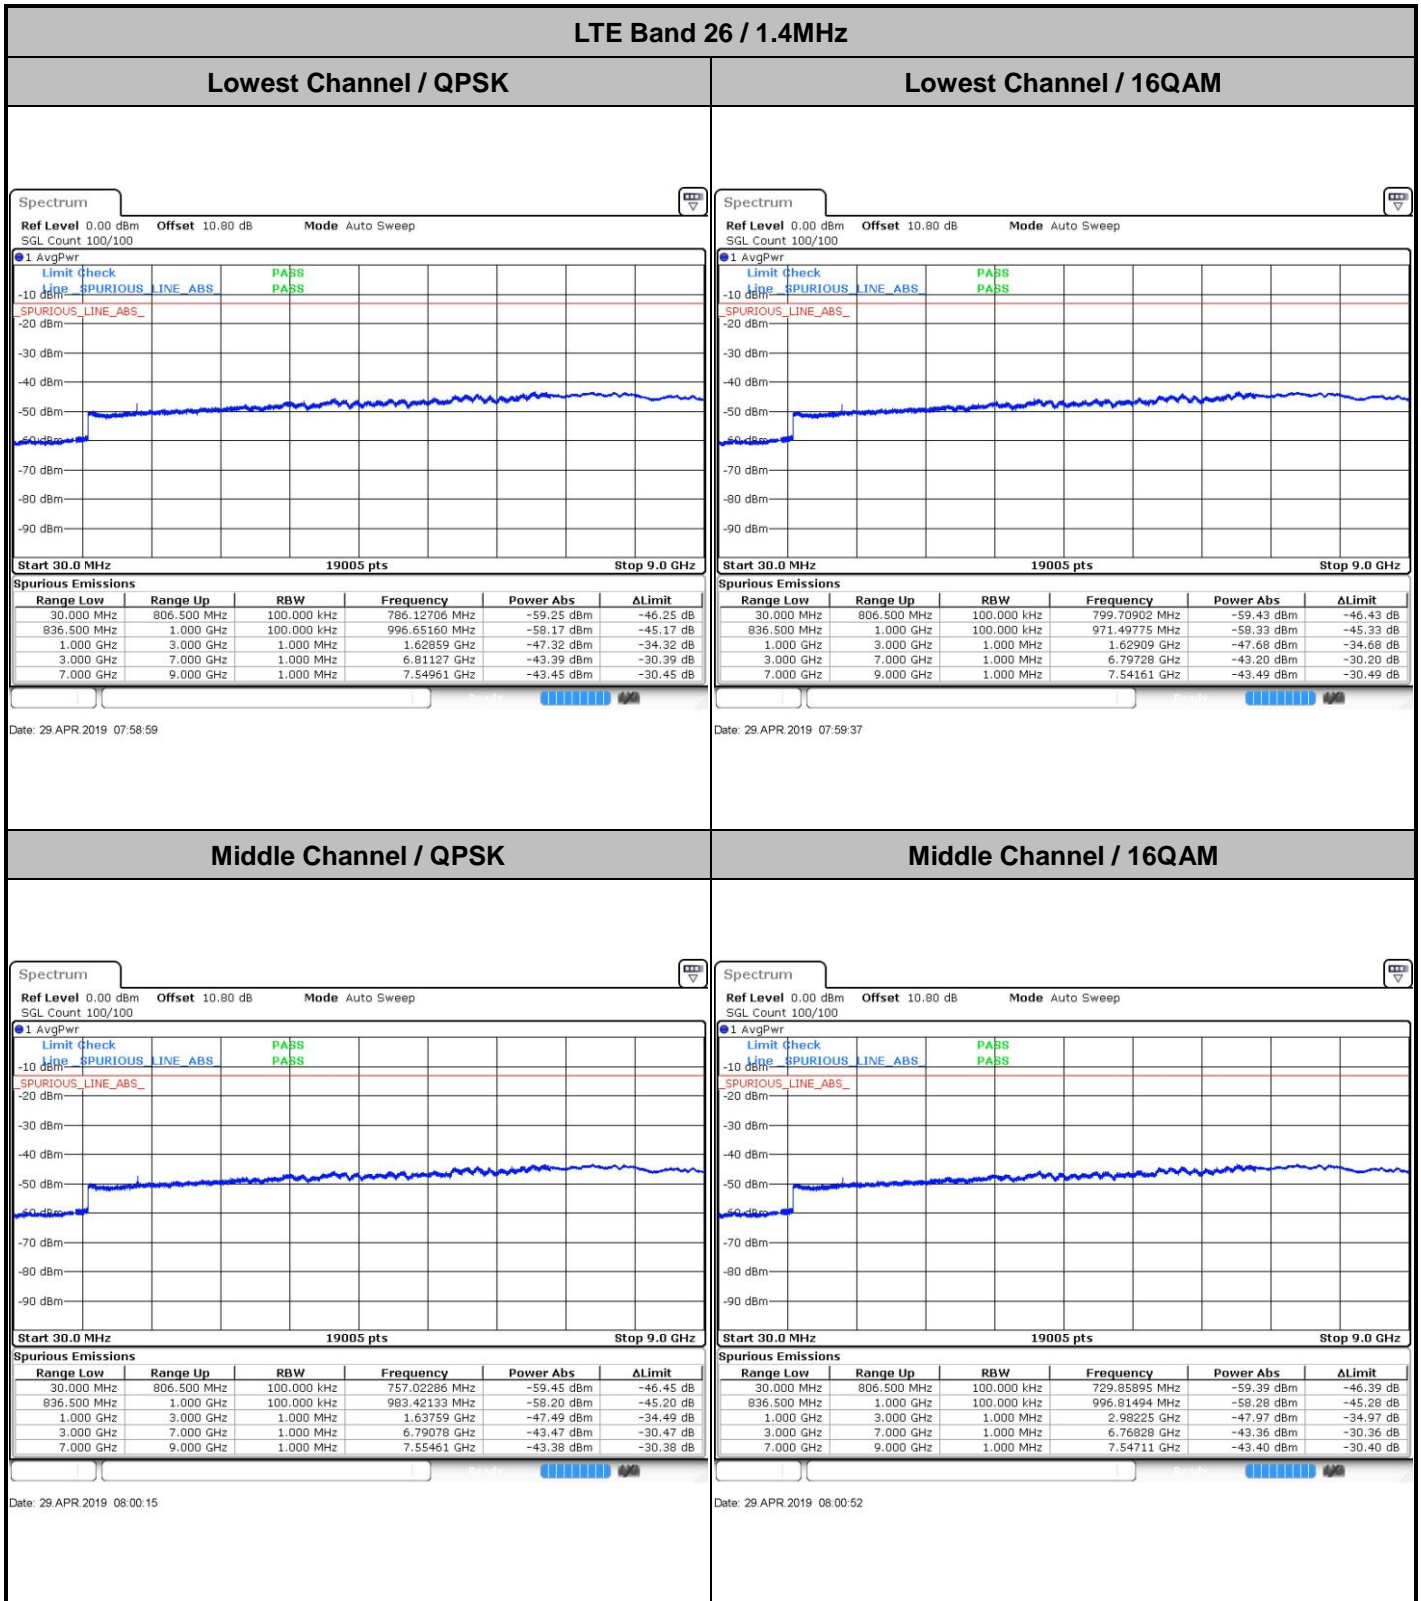 LTE Band 26 / 1.4MHz
Lowest Channel / QPSK
Lowest Channel / 16QAM
Spectrum
Ref Level 0.00 dBm Offset 10.80 dB Mode Auto Sweep
SGL Count 100/100
1 AvgPwr
Limit Check PASS
Line _SPURIOUS_LINE_ABS_ PASS
-10 dBm
_SPURIOUS_LINE_ABS_
-20 dBm
-30 dBm
-40 dBm
-50 dBm
-60 dBm
-70 dBm
-80 dBm
-90 dBm
Start 30.0 MHz 19005 pts Stop 9.0 GHz
Spurious Emissions
Range Low Range Up RBW Frequency Power Abs ΔLimit
30.000 MHz 806.500 MHz 100.000 kHz 786.12706 MHz -59.25 dBm -46.25 dB
836.500 MHz 1.000 GHz 100.000 kHz 996.65160 MHz -58.17 dBm -45.17 dB
1.000 GHz 3.000 GHz 1.000 MHz 1.62859 GHz -47.32 dBm -34.32 dB
3.000 GHz 7.000 GHz 1.000 MHz 6.81127 GHz -43.39 dBm -30.39 dB
7.000 GHz 9.000 GHz 1.000 MHz 7.54961 GHz -43.45 dBm -30.45 dB
Date: 29.APR.2019 07:58:59
Spectrum
Ref Level 0.00 dBm Offset 10.80 dB Mode Auto Sweep
SGL Count 100/100
1 AvgPwr
Limit Check PASS
Line _SPURIOUS_LINE_ABS_ PASS
-10 dBm
_SPURIOUS_LINE_ABS_
-20 dBm
-30 dBm
-40 dBm
-50 dBm
-60 dBm
-70 dBm
-80 dBm
-90 dBm
Start 30.0 MHz 19005 pts Stop 9.0 GHz
Spurious Emissions
Range Low Range Up RBW Frequency Power Abs ΔLimit
30.000 MHz 806.500 MHz 100.000 kHz 799.70902 MHz -59.43 dBm -46.43 dB
836.500 MHz 1.000 GHz 100.000 kHz 971.49775 MHz -58.33 dBm -45.33 dB
1.000 GHz 3.000 GHz 1.000 MHz 1.62909 GHz -47.68 dBm -34.68 dB
3.000 GHz 7.000 GHz 1.000 MHz 6.79728 GHz -43.20 dBm -30.20 dB
7.000 GHz 9.000 GHz 1.000 MHz 7.54161 GHz -43.49 dBm -30.49 dB
Date: 29.APR.2019 07:59:37
Middle Channel / QPSK
Middle Channel / 16QAM
Spectrum
Ref Level 0.00 dBm Offset 10.80 dB Mode Auto Sweep
SGL Count 100/100
1 AvgPwr
Limit Check PASS
Line _SPURIOUS_LINE_ABS_ PASS
-10 dBm
_SPURIOUS_LINE_ABS_
-20 dBm
-30 dBm
-40 dBm
-50 dBm
-60 dBm
-70 dBm
-80 dBm
-90 dBm
Start 30.0 MHz 19005 pts Stop 9.0 GHz
Spurious Emissions
Range Low Range Up RBW Frequency Power Abs ΔLimit
30.000 MHz 806.500 MHz 100.000 kHz 757.02286 MHz -59.45 dBm -46.45 dB
836.500 MHz 1.000 GHz 100.000 kHz 983.42133 MHz -58.20 dBm -45.20 dB
1.000 GHz 3.000 GHz 1.000 MHz 1.63759 GHz -47.49 dBm -34.49 dB
3.000 GHz 7.000 GHz 1.000 MHz 6.79078 GHz -43.47 dBm -30.47 dB
7.000 GHz 9.000 GHz 1.000 MHz 7.55461 GHz -43.38 dBm -30.38 dB
Date: 29.APR.2019 08:00:15
Spectrum
Ref Level 0.00 dBm Offset 10.80 dB Mode Auto Sweep
SGL Count 100/100
1 AvgPwr
Limit Check PASS
Line _SPURIOUS_LINE_ABS_ PASS
-10 dBm
_SPURIOUS_LINE_ABS_
-20 dBm
-30 dBm
-40 dBm
-50 dBm
-60 dBm
-70 dBm
-80 dBm
-90 dBm
Start 30.0 MHz 19005 pts Stop 9.0 GHz
Spurious Emissions
Range Low Range Up RBW Frequency Power Abs ΔLimit
30.000 MHz 806.500 MHz 100.000 kHz 729.85895 MHz -59.39 dBm -46.39 dB
836.500 MHz 1.000 GHz 100.000 kHz 996.81494 MHz -58.28 dBm -45.28 dB
1.000 GHz 3.000 GHz 1.000 MHz 2.98225 GHz -47.97 dBm -34.97 dB
3.000 GHz 7.000 GHz 1.000 MHz 6.76828 GHz -43.36 dBm -30.36 dB
7.000 GHz 9.000 GHz 1.000 MHz 7.54711 GHz -43.40 dBm -30.40 dB
Date: 29.APR.2019 08:00:52